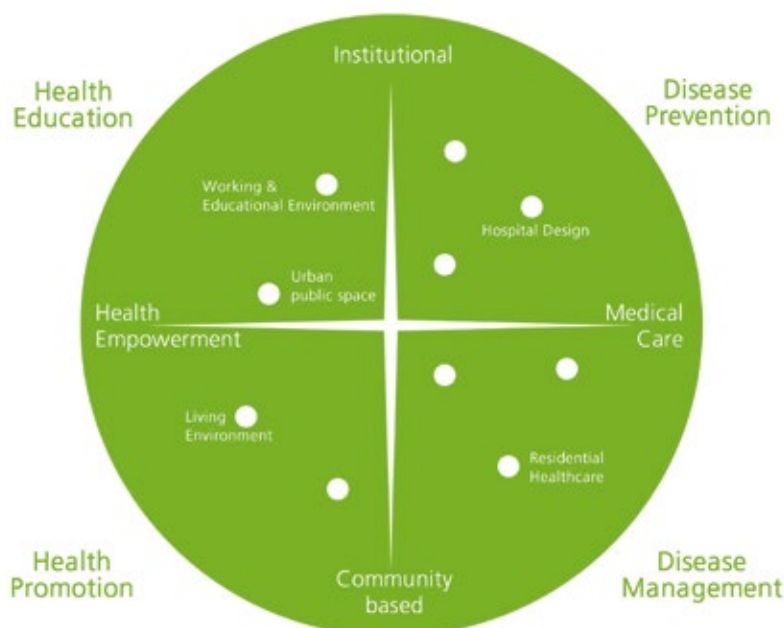 Institutional
Health
Education
Disease
Prevention
Working &
Educational Environment
Hospital Design
Urban
public space
Health
Empowerment
Medical
Care
Living
Environment
Residential
Healthcare
Health
Promotion
Community
based
Disease
Management